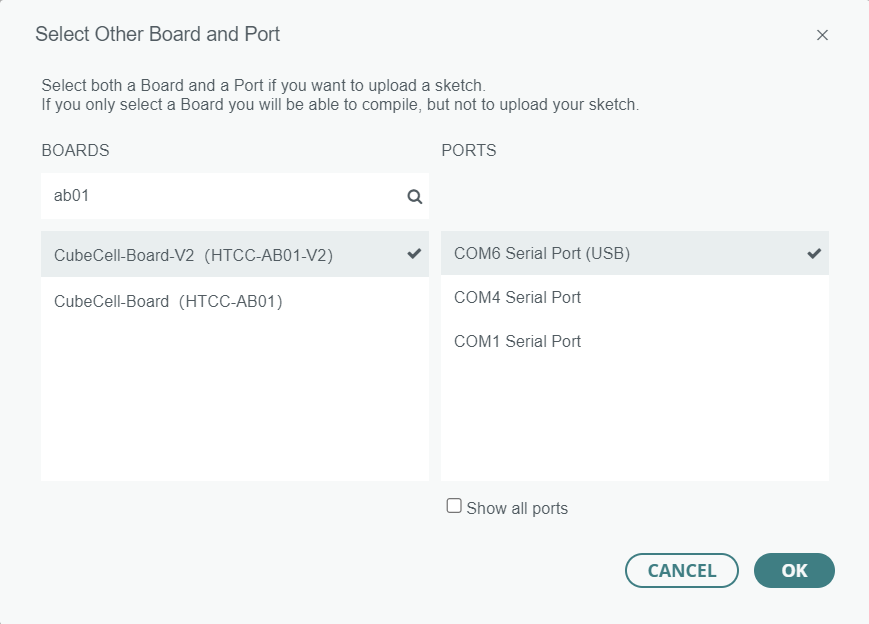 Select Other Board and Port
Select both a Board and a Port if you want to upload a sketch.
If you only select a Board you will be able to compile, but not to upload your sketch.
BOARDS
ab01
CubeCell-Board-V2（HTCC-AB01-V2）
CubeCell-Board（HTCC-AB01）
PORTS
COM6 Serial Port (USB)
COM4 Serial Port
COM1 Serial Port
Show all ports
CANCEL
OK